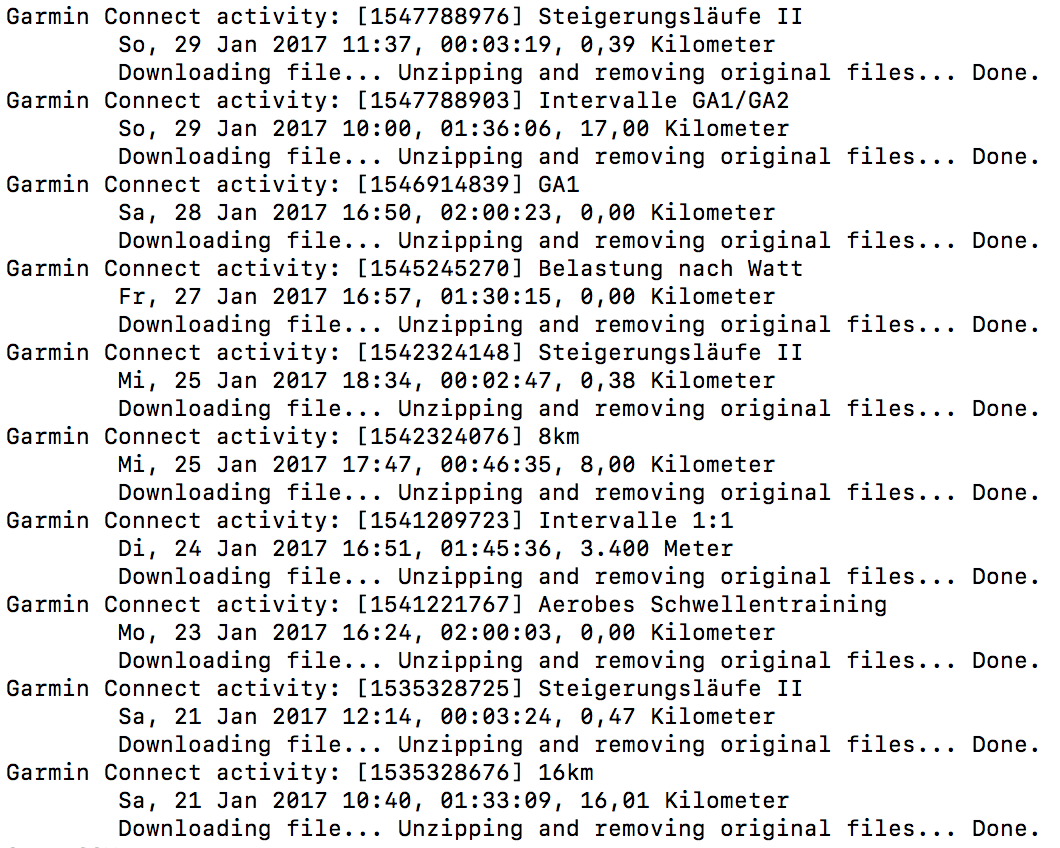 Garmin Connect activity: [1547788976] Steigerungsläufe II
So, 29 Jan 2017 11:37, 00:03:19, 0,39 Kilometer
Downloading file... Unzipping and removing original files... Done.
Garmin Connect activity: [1547788903] Intervalle GA1/GA2
So, 29 Jan 2017 10:00, 01:36:06, 17,00 Kilometer
Downloading file... Unzipping and removing original files... Done.
Garmin Connect activity: [1546914839] GA1
Sa, 28 Jan 2017 16:50, 02:00:23, 0,00 Kilometer
Downloading file... Unzipping and removing original files... Done.
Garmin Connect activity: [1545245270] Belastung nach Watt
Fr, 27 Jan 2017 16:57, 01:30:15, 0,00 Kilometer
Downloading file... Unzipping and removing original files... Done.
Garmin Connect activity: [1542324148] Steigerungsläufe II
Mi, 25 Jan 2017 18:34, 00:02:47, 0,38 Kilometer
Downloading file... Unzipping and removing original files... Done.
Garmin Connect activity: [1542324076] 8km
Mi, 25 Jan 2017 17:47, 00:46:35, 8,00 Kilometer
Downloading file... Unzipping and removing original files... Done.
Garmin Connect activity: [1541209723] Intervalle 1:1
Di, 24 Jan 2017 16:51, 01:45:36, 3.400 Meter
Downloading file... Unzipping and removing original files... Done.
Garmin Connect activity: [1541221767] Aerobes Schwellentraining
Mo, 23 Jan 2017 16:24, 02:00:03, 0,00 Kilometer
Downloading file... Unzipping and removing original files... Done.
Garmin Connect activity: [1535328725] Steigerungsläufe II
Sa, 21 Jan 2017 12:14, 00:03:24, 0,47 Kilometer
Downloading file... Unzipping and removing original files... Done.
Garmin Connect activity: [1535328676] 16km
Sa, 21 Jan 2017 10:40, 01:33:09, 16,01 Kilometer
Downloading file... Unzipping and removing original files... Done.